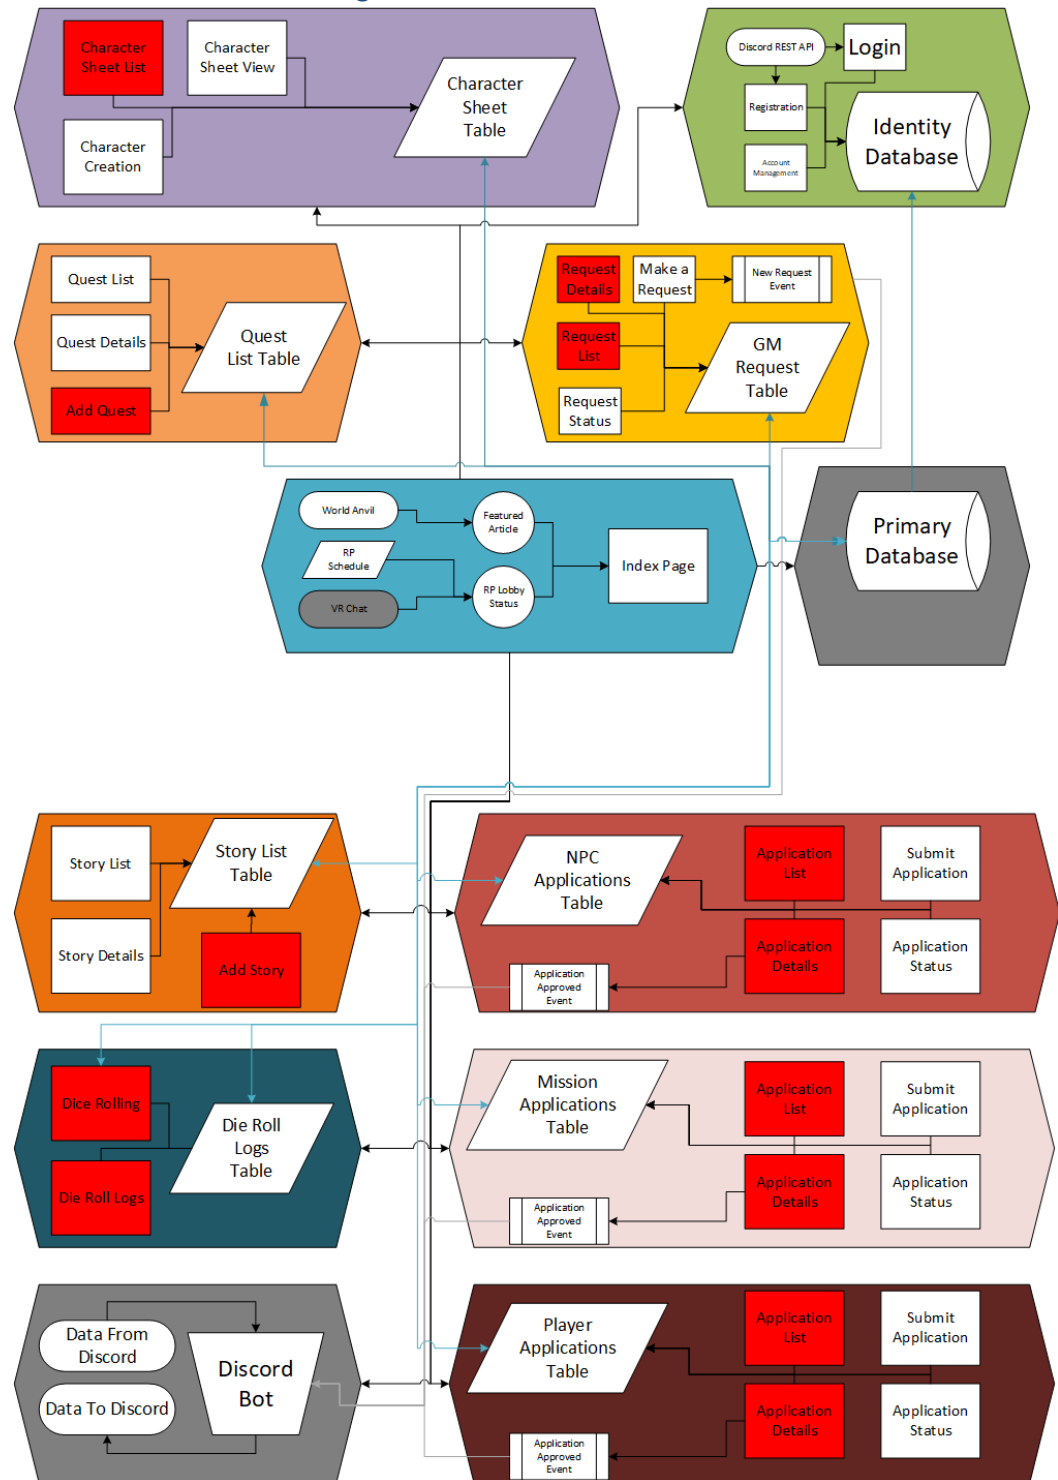 Character
Sheet List
Character
Sheet View
Character
Creation
Character
Sheet
Table
Discord REST API
Login
Registration
Account
Management
Identity
Database
Quest List
Quest Details
Add Quest
Quest
List Table
Request
Details
Make a
Request
New Request
Event
Request
List
Request
Status
GM
Request
Table
World Anvil
Featured
Article
RP
Schedule
VR Chat
RP Lobby
Status
Index Page
Primary
Database
Story List
Story Details
Story List
Table
Add Story
NPC
Applications
Table
Application
List
Submit
Application
Application
Details
Application
Status
Application
Approved
Event
Dice Rolling
Die Roll Logs
Die Roll
Logs
Table
Mission
Applications
Table
Application
List
Submit
Application
Application
Details
Application
Status
Application
Approved
Event
Data From
Discord
Data To Discord
Discord
Bot
Player
Applications
Table
Application
List
Submit
Application
Application
Details
Application
Status
Application
Approved
Event